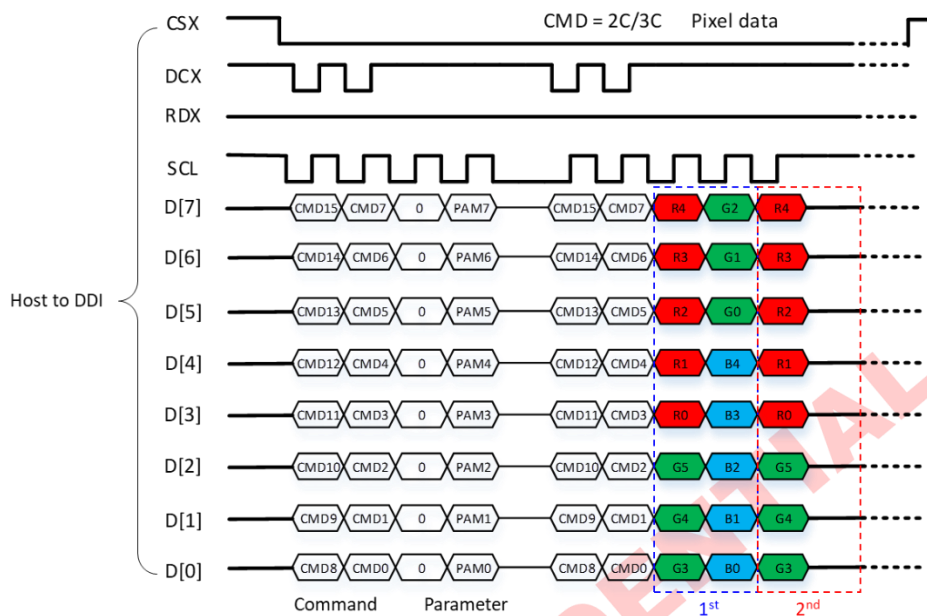 CSX CMD = 2C/3C Pixel data
DCX
RDX
SCL
D[7] CMD15 CMD7 0 PAM7 CMD15 CMD7 R4 G2 R4
D[6] CMD14 CMD6 0 PAM6 CMD14 CMD6 R3 G1 R3
Host to DDI
D[5] CMD13 CMD5 0 PAM5 CMD13 CMD5 R2 G0 R2
D[4] CMD12 CMD4 0 PAM4 CMD12 CMD4 R1 B4 R1
D[3] CMD11 CMD3 0 PAM3 CMD11 CMD3 R0 B3 R0
D[2] CMD10 CMD2 0 PAM2 CMD10 CMD2 G5 B2 G5
D[1] CMD9 CMD1 0 PAM1 CMD9 CMD1 G4 B1 G4
D[0] CMD8 CMD0 0 PAM0 CMD8 CMD0 G3 B0 G3
Command Parameter 1st 2nd